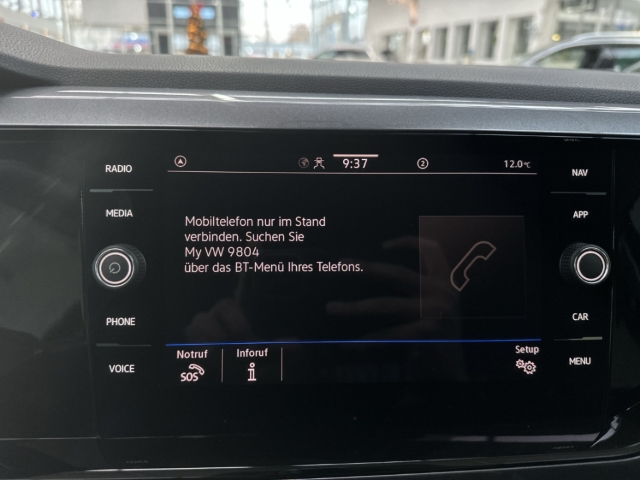 RADIO
MEDIA
PHONE
VOICE
9:37
2
12.0°C
Mobiltelefon nur im Stand
verbinden. Suchen Sie
My VW 9804
über das BT-Menü Ihres Telefons.
Notruf
SOS
Inforuf
i
Setup
NAV
APP
CAR
MENU